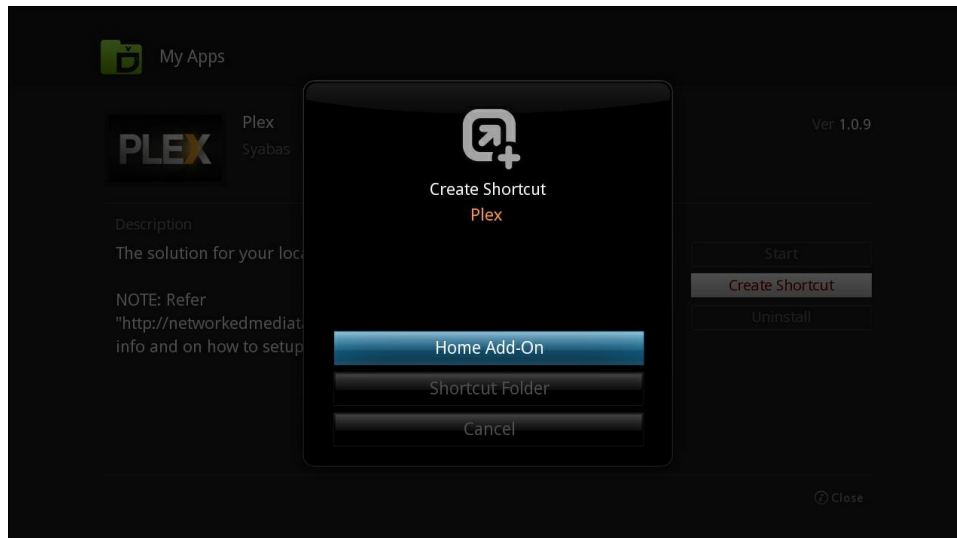 My Apps
PLEX
Plex
Syabas
Ver 1.0.9
Create Shortcut
Plex
Description
The solution for your loca
NOTE: Refer
"http://networkedmediat
info and on how to setup
Start
Create Shortcut
Uninstall
Home Add-On
Shortcut Folder
Cancel
Close